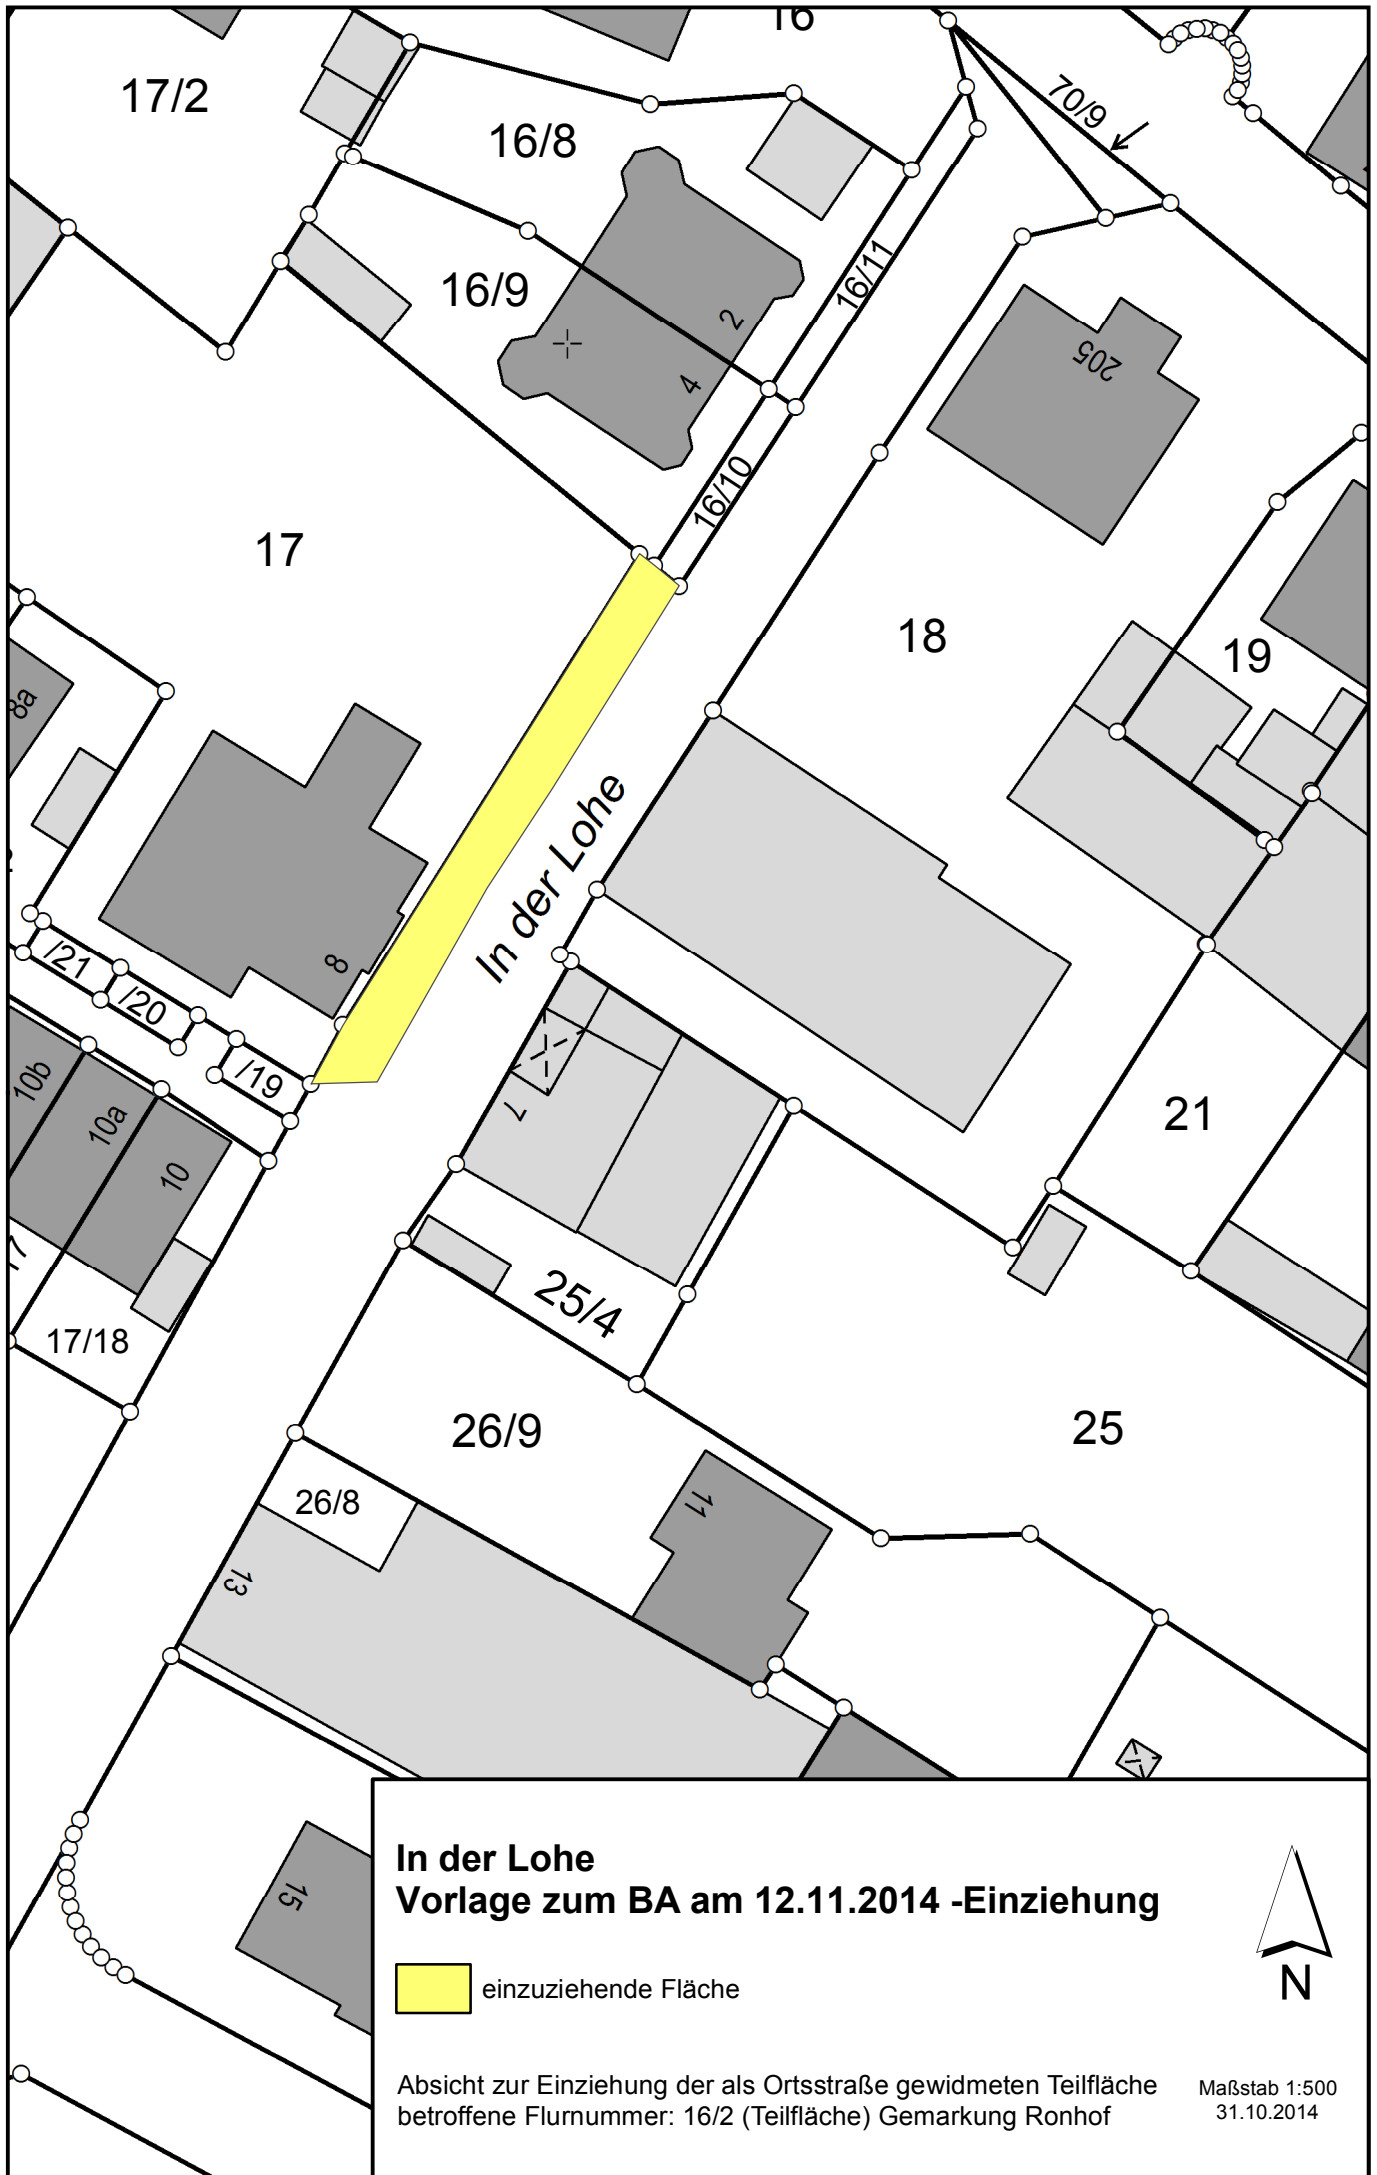 16
17/2
70/9
16/8
16/11
16/9
2
205
4
16/10
17
18
19
8a
In der Lohe
8
/21
/20
/19
10b
10a
10
7
21
17/18
25/4
26/9
25
26/8
11
13
15
In der Lohe
Vorlage zum BA am 12.11.2014 -Einziehung
einzuziehende Fläche
N
Absicht zur Einziehung der als Ortsstraße gewidmeten Teilfläche
betroffene Flurnummer: 16/2 (Teilfläche) Gemarkung Ronhof
Maßstab 1:500
31.10.2014